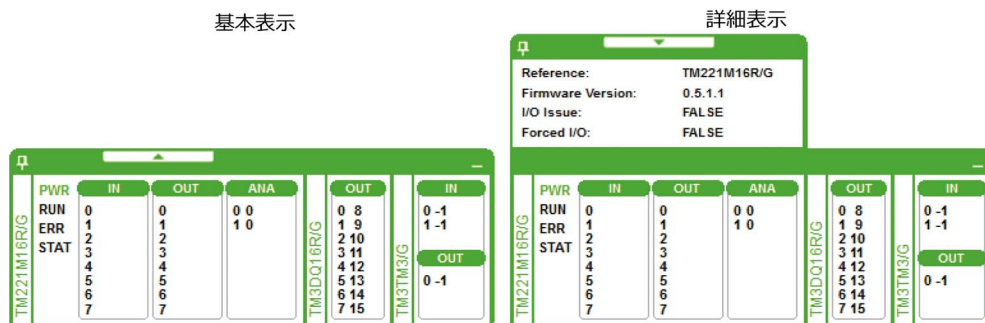 基本表示
詳細表示
Reference: TM221M16R/G
Firmware Version: 0.5.1.1
I/O Issue: FALSE
Forced I/O: FALSE
TM221M16R/G
PWR
RUN
ERR
STAT
IN
0
1
2
3
4
5
6
7
OUT
0
1
2
3
4
5
6
7
ANA
0 0
1 0
TM3DQ16R/G
OUT
0 8
1 9
2 10
3 11
4 12
5 13
6 14
7 15
TM3TM3/G
IN
0 -1
1 -1
OUT
0 -1
TM221M16R/G
PWR
RUN
ERR
STAT
IN
0
1
2
3
4
5
6
7
OUT
0
1
2
3
4
5
6
7
ANA
0 0
1 0
TM3DQ16R/G
OUT
0 8
1 9
2 10
3 11
4 12
5 13
6 14
7 15
TM3TM3/G
IN
0 -1
1 -1
OUT
0 -1